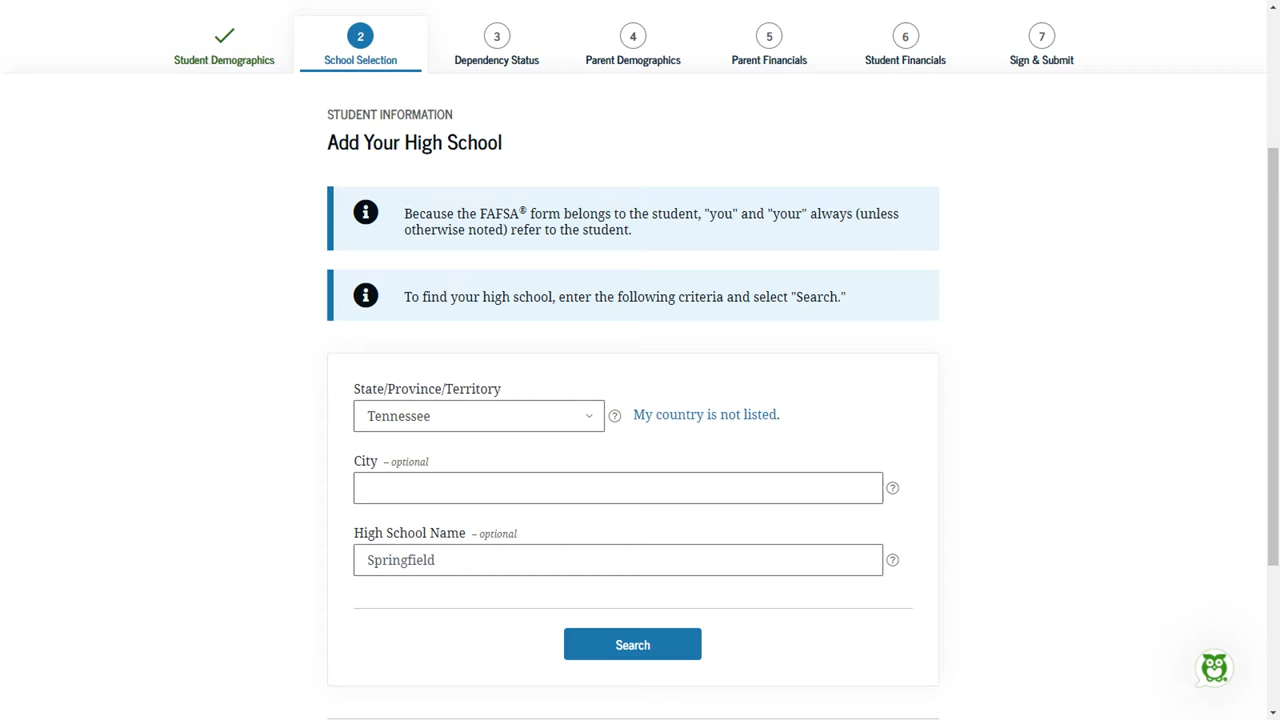 2
3
4
5
6
7
Student Demographics
School Selection
Dependency Status
Parent Demographics
Parent Financials
Student Financials
Sign & Submit
STUDENT INFORMATION
Add Your High School
Because the FAFSA® form belongs to the student, "you" and "your" always (unless
otherwise noted) refer to the student.
To find your high school, enter the following criteria and select "Search."
State/Province/Territory
Tennessee
My country is not listed.
City – optional
High School Name – optional
Springfield
Search